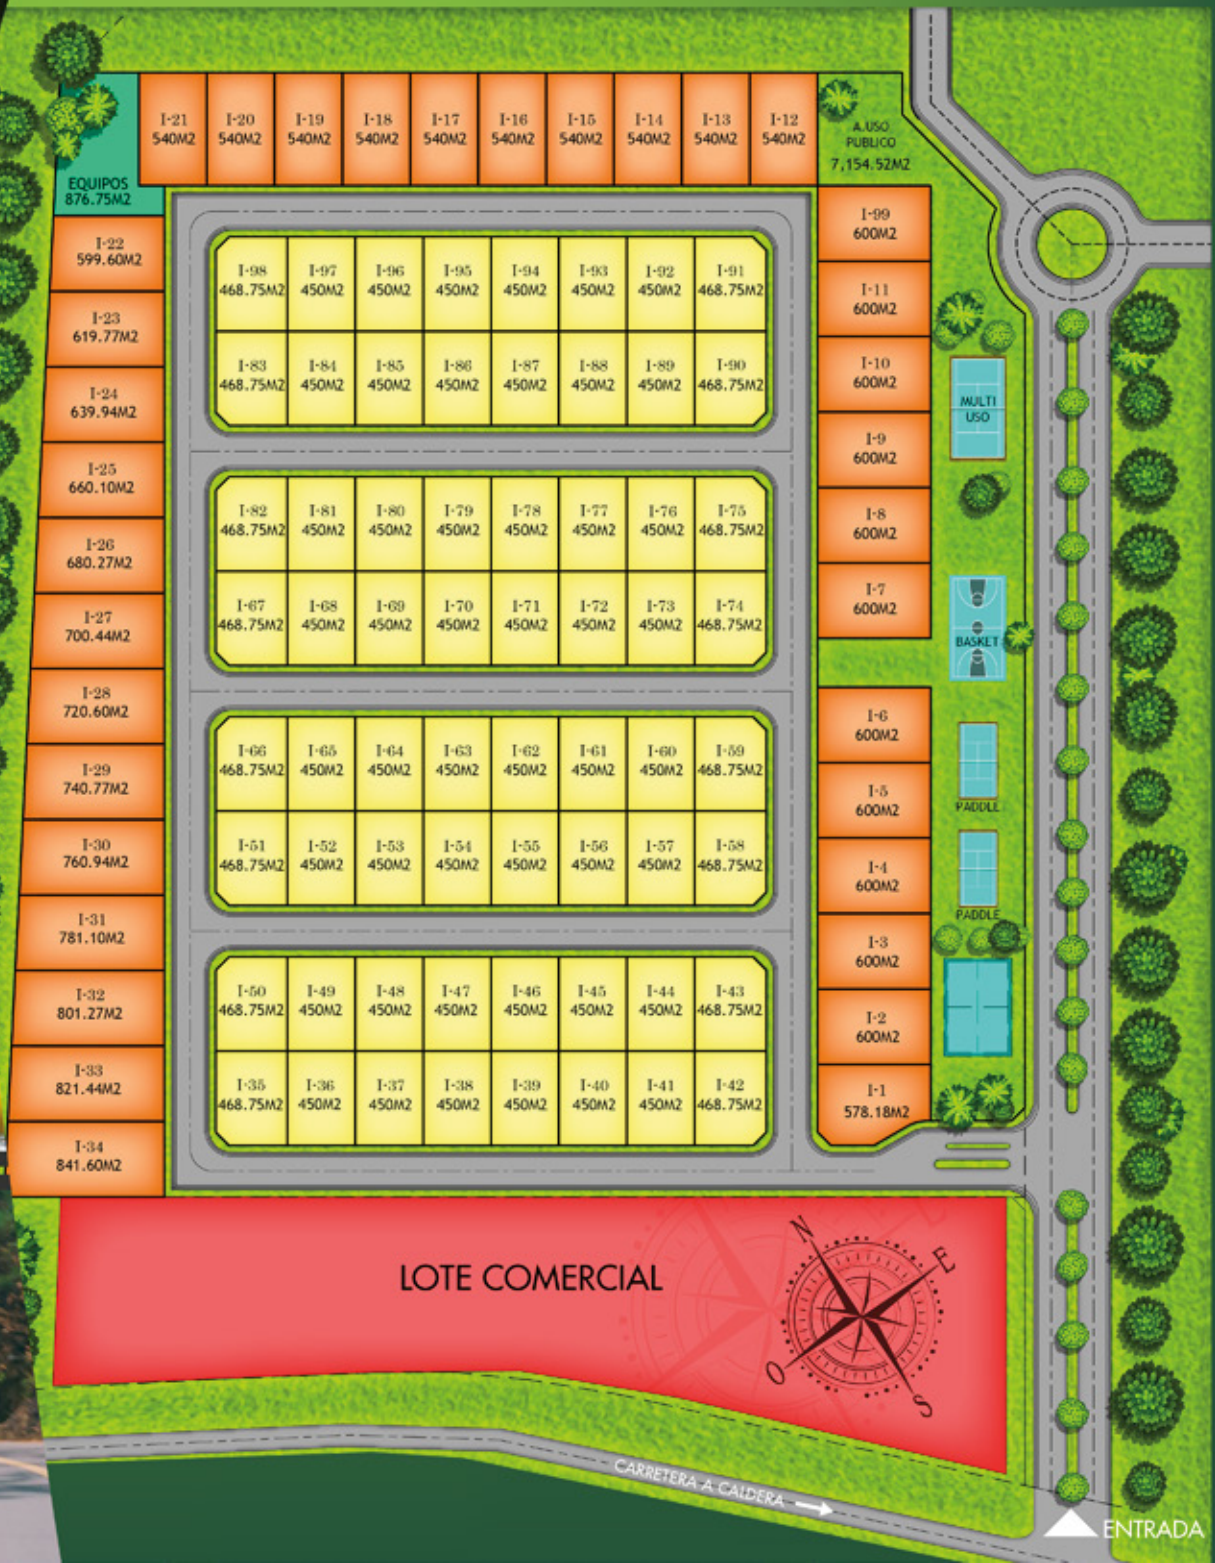 I-21
540M2
I-20
540M2
I-19
540M2
I-18
540M2
I-17
540M2
I-16
540M2
I-15
540M2
I-14
540M2
I-13
540M2
I-12
540M2
A.USO
PUBLICO
7,154.52M2
EQUIPOS
876.75M2
I-22
599.60M2
I-23
619.77M2
I-24
639.94M2
I-25
660.10M2
I-26
680.27M2
I-27
700.44M2
I-28
720.60M2
I-29
740.77M2
I-30
760.94M2
I-31
781.10M2
I-32
801.27M2
I-33
821.44M2
I-34
841.60M2
I-98
468.75M2
I-97
450M2
I-96
450M2
I-95
450M2
I-94
450M2
I-93
450M2
I-92
450M2
I-91
468.75M2
I-83
468.75M2
I-84
450M2
I-85
450M2
I-86
450M2
I-87
450M2
I-88
450M2
I-89
450M2
I-90
468.75M2
I-82
468.75M2
I-81
450M2
I-80
450M2
I-79
450M2
I-78
450M2
I-77
450M2
I-76
450M2
I-75
468.75M2
I-67
468.75M2
I-68
450M2
I-69
450M2
I-70
450M2
I-71
450M2
I-72
450M2
I-73
450M2
I-74
468.75M2
I-66
468.75M2
I-65
450M2
I-64
450M2
I-63
450M2
I-62
450M2
I-61
450M2
I-60
450M2
I-59
468.75M2
I-51
468.75M2
I-52
450M2
I-53
450M2
I-54
450M2
I-55
450M2
I-56
450M2
I-57
450M2
I-58
468.75M2
I-50
468.75M2
I-49
450M2
I-48
450M2
I-47
450M2
I-46
450M2
I-45
450M2
I-44
450M2
I-43
468.75M2
I-35
468.75M2
I-36
450M2
I-37
450M2
I-38
450M2
I-39
450M2
I-40
450M2
I-41
450M2
I-42
468.75M2
I-99
600M2
I-11
600M2
I-10
600M2
I-9
600M2
I-8
600M2
I-7
600M2
I-6
600M2
I-5
600M2
I-4
600M2
I-3
600M2
I-2
600M2
I-1
578.18M2
MULTI
USO
BASKET
PADDLE
PADDLE
LOTE COMERCIAL
N
E
O
S
CARRETERA A CALDERA
ENTRADA